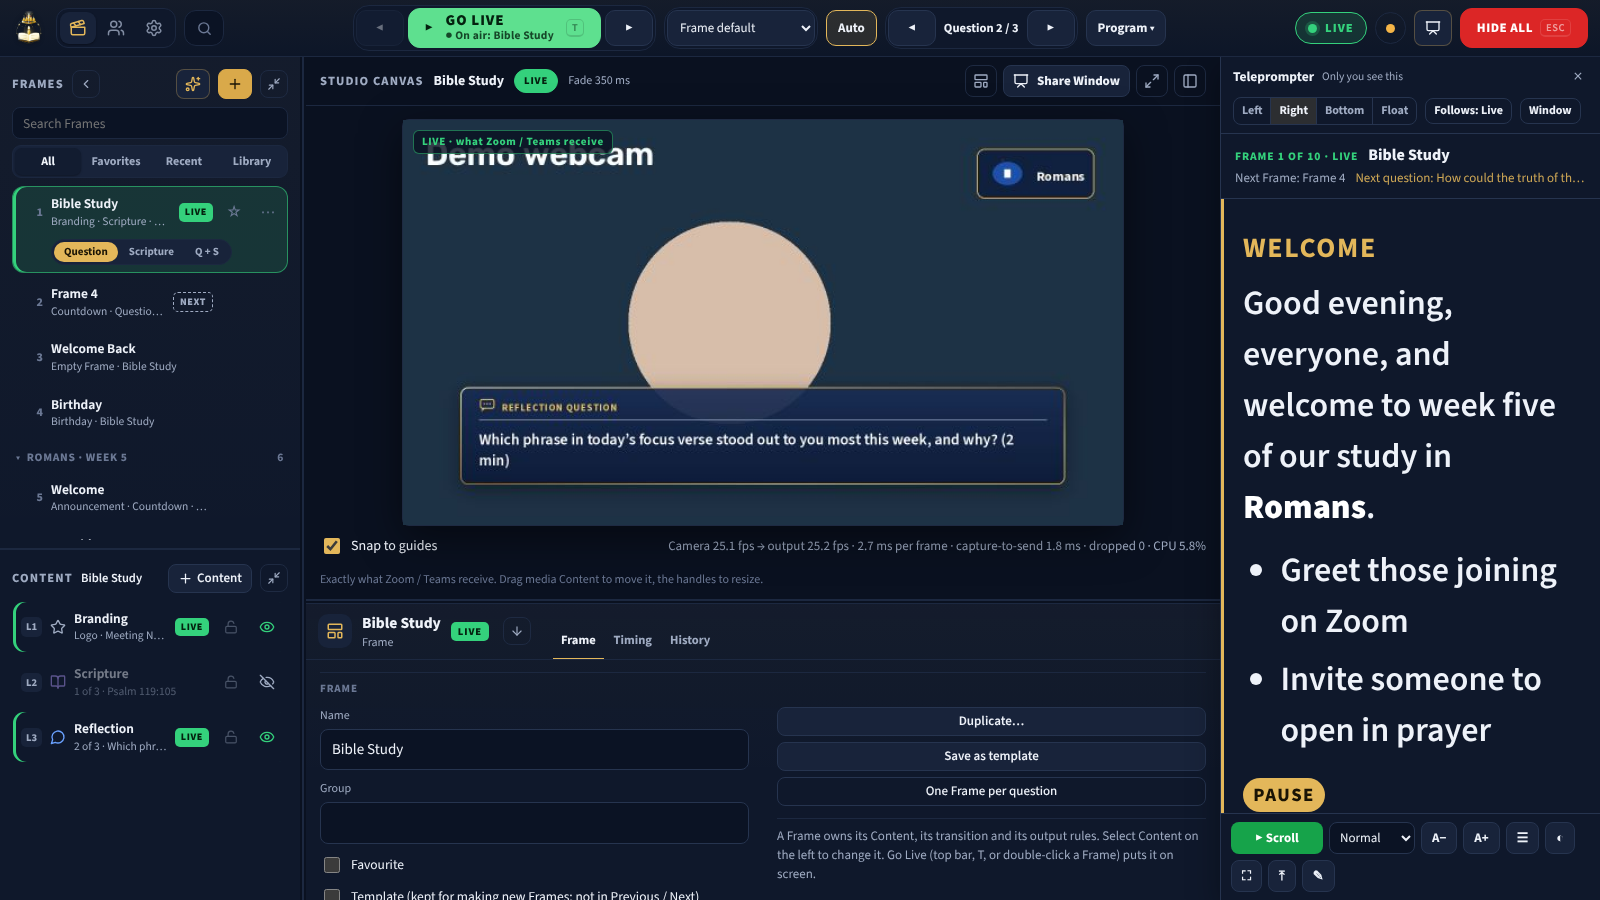 GO LIVE
On air: Bible Study
T
Frame default
Auto
Question 2 / 3
Program
LIVE
HIDE ALL
ESC
FRAMES
Search Frames
All
Favorites
Recent
Library
1
Bible Study
Branding · Scripture · …
LIVE
Question
Scripture
Q + S
2
Frame 4
Countdown · Questio…
NEXT
3
Welcome Back
Empty Frame · Bible Study
4
Birthday
Birthday · Bible Study
ROMANS · WEEK 5
6
5
Welcome
Announcement · Countdown · …
CONTENT
Bible Study
+ Content
L1
Branding
Logo · Meeting N…
LIVE
L2
Scripture
1 of 3 · Psalm 119:105
L3
Reflection
2 of 3 · Which phr…
LIVE
STUDIO CANVAS
Bible Study
LIVE
Fade 350 ms
Share Window
LIVE · what Zoom / Teams receive
Demo webcam
Romans
REFLECTION QUESTION
Which phrase in today’s focus verse stood out to you most this week, and why? (2
min)
Snap to guides
Camera 25.1 fps → output 25.2 fps · 2.7 ms per frame · capture-to-send 1.8 ms · dropped 0 · CPU 5.8%
Exactly what Zoom / Teams receive. Drag media Content to move it, the handles to resize.
Bible Study
Frame
LIVE
Frame
Timing
History
FRAME
Name
Bible Study
Group
Favourite
Template (kept for making new Frames; not in Previous / Next)
Duplicate…
Save as template
One Frame per question
A Frame owns its Content, its transition and its output rules. Select Content on
the left to change it. Go Live (top bar, T, or double-click a Frame) puts it on
screen.
Teleprompter
Only you see this
Left
Right
Bottom
Float
Follows: Live
Window
FRAME 1 OF 10 · LIVE
Bible Study
Next Frame: Frame 4
Next question: How could the truth of th…
WELCOME
Good evening,
everyone, and
welcome to week five
of our study in
Romans.
• Greet those joining
on Zoom
• Invite someone to
open in prayer
PAUSE
Scroll
Normal
A−
A+